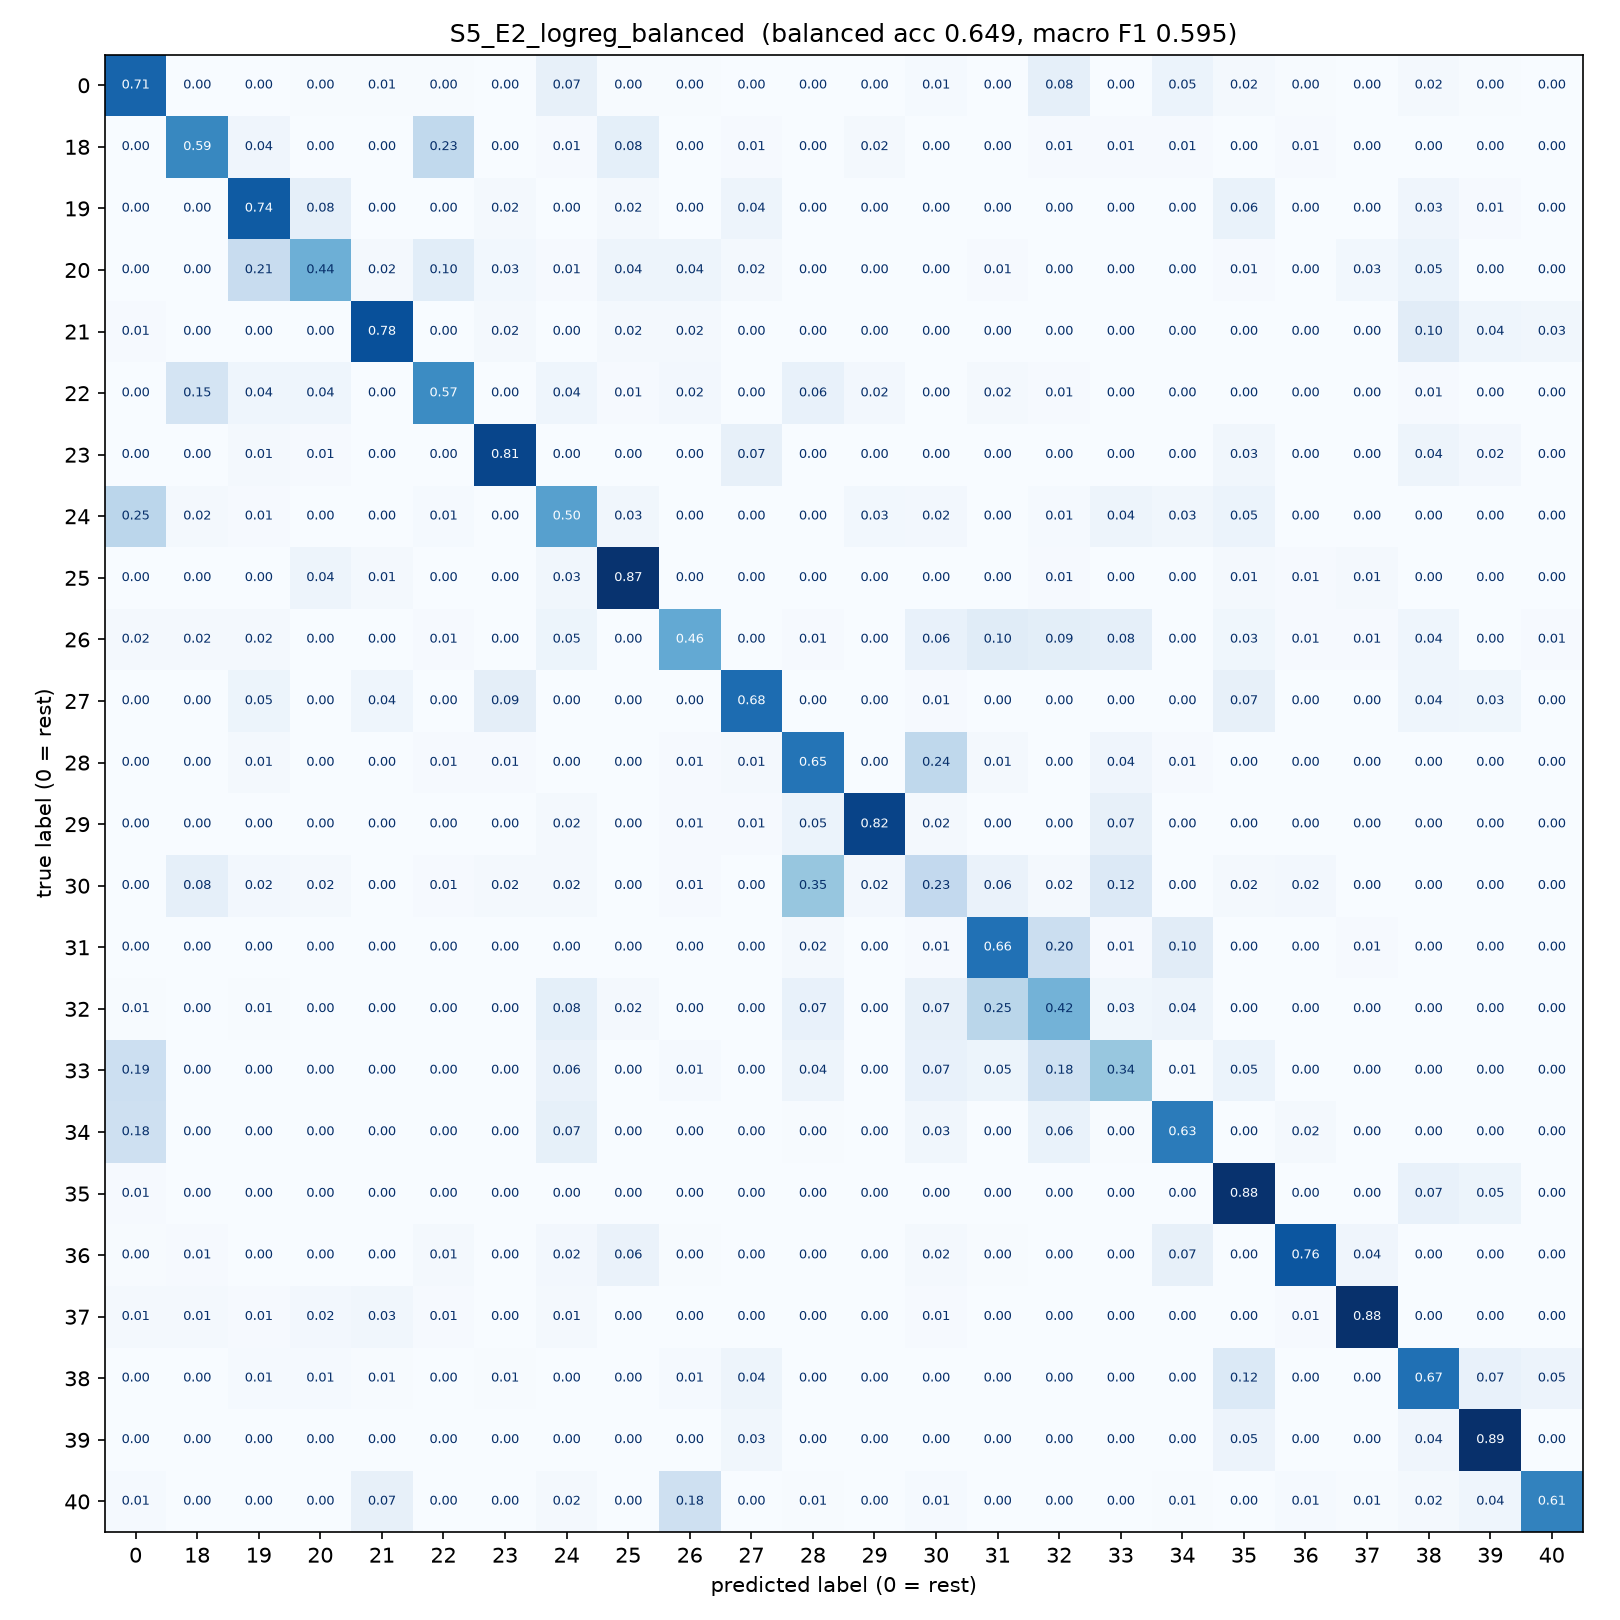 S5_E2_logreg_balanced (balanced acc 0.649, macro F1 0.595)
0 0.71 0.00 0.00 0.00 0.01 0.00 0.00 0.07 0.00 0.00 0.00 0.00 0.00 0.01 0.00 0.08 0.00 0.05 0.02 0.00 0.00 0.02 0.00 0.00
18 0.00 0.59 0.04 0.00 0.00 0.23 0.00 0.01 0.08 0.00 0.01 0.00 0.02 0.00 0.00 0.01 0.01 0.01 0.00 0.01 0.00 0.00 0.00 0.00
19 0.00 0.00 0.74 0.08 0.00 0.00 0.02 0.00 0.02 0.00 0.04 0.00 0.00 0.00 0.00 0.00 0.00 0.00 0.06 0.00 0.00 0.03 0.01 0.00
20 0.00 0.00 0.21 0.44 0.02 0.10 0.03 0.01 0.04 0.04 0.02 0.00 0.00 0.00 0.01 0.00 0.00 0.00 0.01 0.00 0.03 0.05 0.00 0.00
21 0.01 0.00 0.00 0.00 0.78 0.00 0.02 0.00 0.02 0.02 0.00 0.00 0.00 0.00 0.00 0.00 0.00 0.00 0.00 0.00 0.00 0.10 0.04 0.03
22 0.00 0.15 0.04 0.04 0.00 0.57 0.00 0.04 0.01 0.02 0.00 0.06 0.02 0.00 0.02 0.01 0.00 0.00 0.00 0.00 0.00 0.01 0.00 0.00
23 0.00 0.00 0.01 0.01 0.00 0.00 0.81 0.00 0.00 0.00 0.07 0.00 0.00 0.00 0.00 0.00 0.00 0.00 0.03 0.00 0.00 0.04 0.02 0.00
24 0.25 0.02 0.01 0.00 0.00 0.01 0.00 0.50 0.03 0.00 0.00 0.00 0.03 0.02 0.00 0.01 0.04 0.03 0.05 0.00 0.00 0.00 0.00 0.00
25 0.00 0.00 0.00 0.04 0.01 0.00 0.00 0.03 0.87 0.00 0.00 0.00 0.00 0.00 0.00 0.01 0.00 0.00 0.01 0.01 0.01 0.00 0.00 0.00
26 0.02 0.02 0.02 0.00 0.00 0.01 0.00 0.05 0.00 0.46 0.00 0.01 0.00 0.06 0.10 0.09 0.08 0.00 0.03 0.01 0.01 0.04 0.00 0.01
27 0.00 0.00 0.05 0.00 0.04 0.00 0.09 0.00 0.00 0.00 0.68 0.00 0.00 0.01 0.00 0.00 0.00 0.00 0.07 0.00 0.00 0.04 0.03 0.00
28 0.00 0.00 0.01 0.00 0.00 0.01 0.01 0.00 0.00 0.01 0.01 0.65 0.00 0.24 0.01 0.00 0.04 0.01 0.00 0.00 0.00 0.00 0.00 0.00
29 0.00 0.00 0.00 0.00 0.00 0.00 0.00 0.02 0.00 0.01 0.01 0.05 0.82 0.02 0.00 0.00 0.07 0.00 0.00 0.00 0.00 0.00 0.00 0.00
30 0.00 0.08 0.02 0.02 0.00 0.01 0.02 0.02 0.00 0.01 0.00 0.35 0.02 0.23 0.06 0.02 0.12 0.00 0.02 0.02 0.00 0.00 0.00 0.00
31 0.00 0.00 0.00 0.00 0.00 0.00 0.00 0.00 0.00 0.00 0.00 0.02 0.00 0.01 0.66 0.20 0.01 0.10 0.00 0.00 0.01 0.00 0.00 0.00
32 0.01 0.00 0.01 0.00 0.00 0.00 0.00 0.08 0.02 0.00 0.00 0.07 0.00 0.07 0.25 0.42 0.03 0.04 0.00 0.00 0.00 0.00 0.00 0.00
33 0.19 0.00 0.00 0.00 0.00 0.00 0.00 0.06 0.00 0.01 0.00 0.04 0.00 0.07 0.05 0.18 0.34 0.01 0.05 0.00 0.00 0.00 0.00 0.00
34 0.18 0.00 0.00 0.00 0.00 0.00 0.00 0.07 0.00 0.00 0.00 0.00 0.00 0.03 0.00 0.06 0.00 0.63 0.00 0.02 0.00 0.00 0.00 0.00
35 0.01 0.00 0.00 0.00 0.00 0.00 0.00 0.00 0.00 0.00 0.00 0.00 0.00 0.00 0.00 0.00 0.00 0.00 0.88 0.00 0.00 0.07 0.05 0.00
36 0.00 0.01 0.00 0.00 0.00 0.01 0.00 0.02 0.06 0.00 0.00 0.00 0.00 0.02 0.00 0.00 0.00 0.07 0.00 0.76 0.04 0.00 0.00 0.00
37 0.01 0.01 0.01 0.02 0.03 0.01 0.00 0.01 0.00 0.00 0.00 0.00 0.00 0.01 0.00 0.00 0.00 0.00 0.00 0.01 0.88 0.00 0.00 0.00
38 0.00 0.00 0.01 0.01 0.01 0.00 0.01 0.00 0.00 0.01 0.04 0.00 0.00 0.00 0.00 0.00 0.00 0.00 0.12 0.00 0.00 0.67 0.07 0.05
39 0.00 0.00 0.00 0.00 0.00 0.00 0.00 0.00 0.00 0.00 0.03 0.00 0.00 0.00 0.00 0.00 0.00 0.00 0.05 0.00 0.00 0.04 0.89 0.00
40 0.01 0.00 0.00 0.00 0.07 0.00 0.00 0.02 0.00 0.18 0.00 0.01 0.00 0.01 0.00 0.00 0.00 0.01 0.00 0.01 0.01 0.02 0.04 0.61
0 18 19 20 21 22 23 24 25 26 27 28 29 30 31 32 33 34 35 36 37 38 39 40
predicted label (0 = rest)
true label (0 = rest)